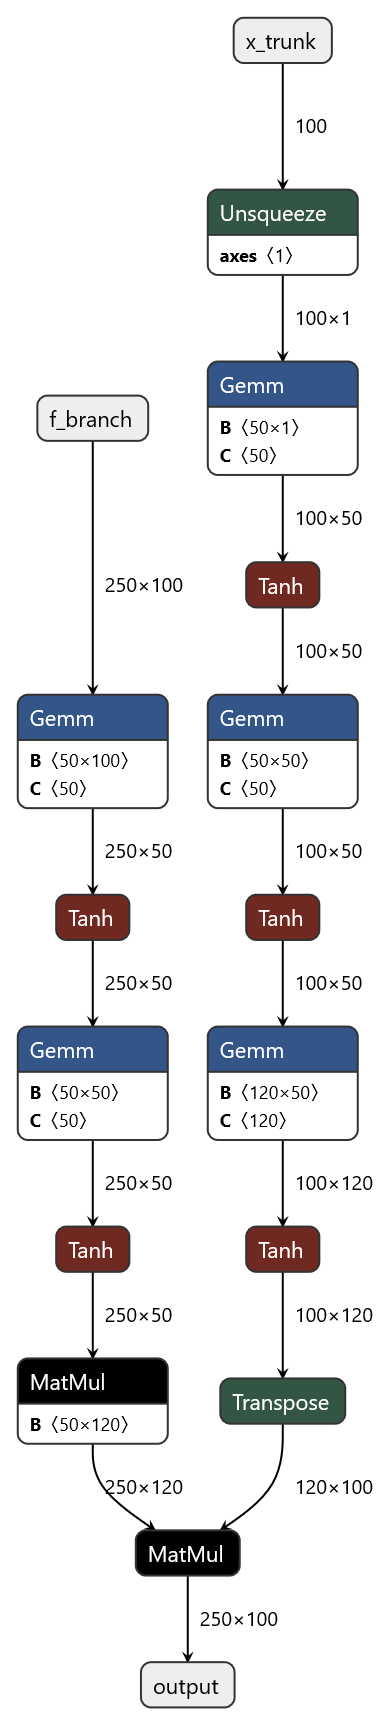 x_trunk
100
Unsqueeze
axes〈1〉
100×1
Gemm
B〈50×1〉
C〈50〉
100×50
Tanh
100×50
Gemm
B〈50×50〉
C〈50〉
100×50
Tanh
100×50
Gemm
B〈120×50〉
C〈120〉
100×120
Tanh
100×120
Transpose
120×100
f_branch
250×100
Gemm
B〈50×100〉
C〈50〉
250×50
Tanh
250×50
Gemm
B〈50×50〉
C〈50〉
250×50
Tanh
250×50
MatMul
B〈50×120〉
250×120
MatMul
250×100
output